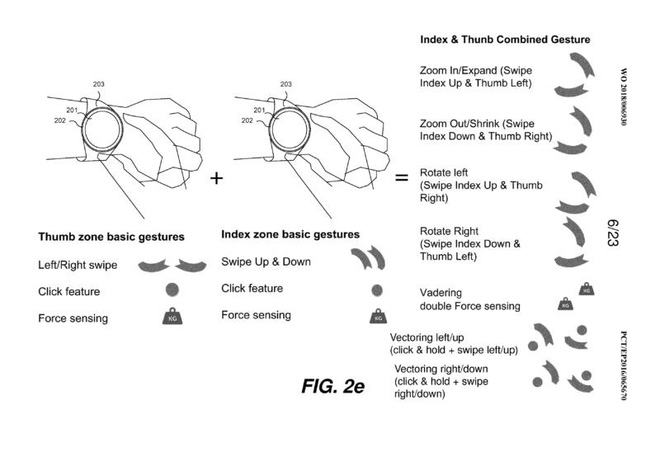 203
201
202
+
203
201
202
=
Thumb zone basic gestures
Left/Right swipe
Click feature
Force sensing
KG
Index zone basic gestures
Swipe Up & Down
Click feature
Force sensing
KG
Index & Thunb Combined Gesture
Zoom In/Expand (Swipe
Index Up & Thumb Left)
Zoom Out/Shrink (Swipe
Index Down & Thumb Right)
Rotate left
(Swipe Index Up & Thumb
Right)
Rotate Right
(Swipe Index Down &
Thumb Left)
Vadering
double Force sensing
KG
KG
Vectoring left/up
(click & hold + swipe left/up)
Vectoring right/down
(click & hold + swipe
right/down)
FIG. 2e
WO 2018/006930
6/23
PCT/EP2016/065670